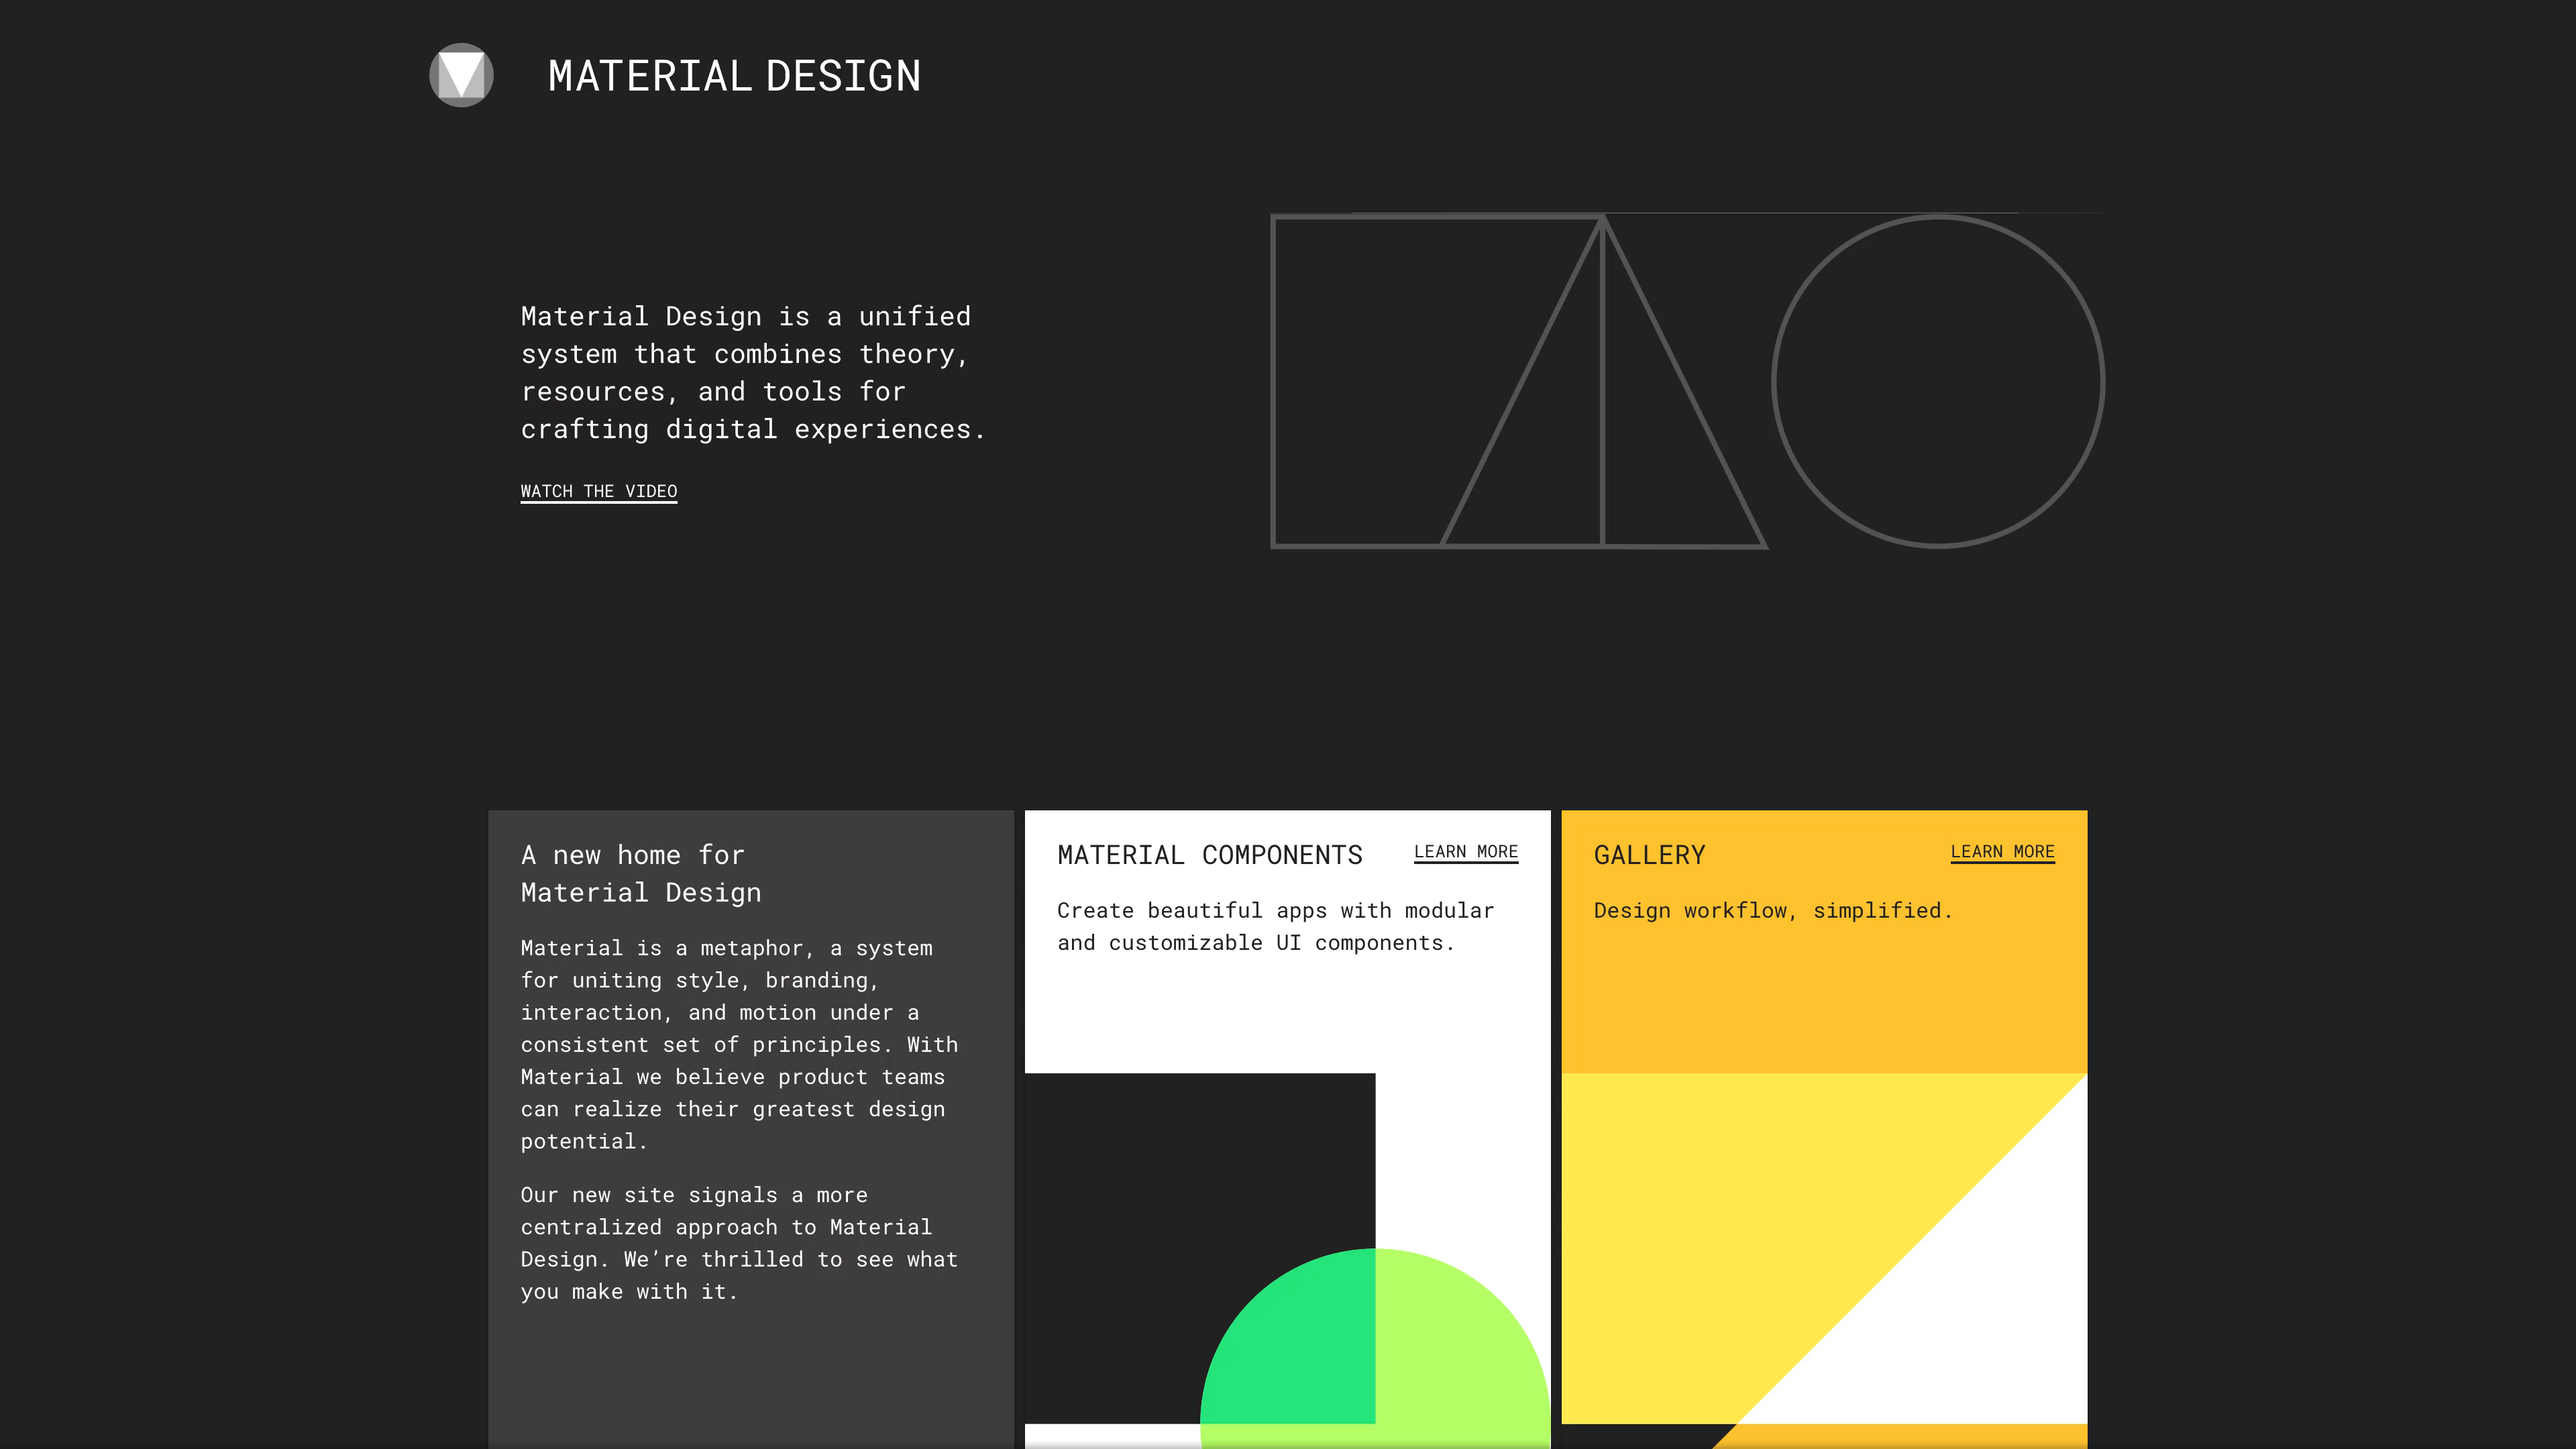 MATERIAL DESIGN
Material Design is a unified
system that combines theory,
resources, and tools for
crafting digital experiences.
WATCH THE VIDEO
A new home for
Material Design
Material is a metaphor, a system
for uniting style, branding,
interaction, and motion under a
consistent set of principles. With
Material we believe product teams
can realize their greatest design
potential.
Our new site signals a more
centralized approach to Material
Design. We’re thrilled to see what
you make with it.
MATERIAL COMPONENTS
LEARN MORE
Create beautiful apps with modular
and customizable UI components.
GALLERY
LEARN MORE
Design workflow, simplified.